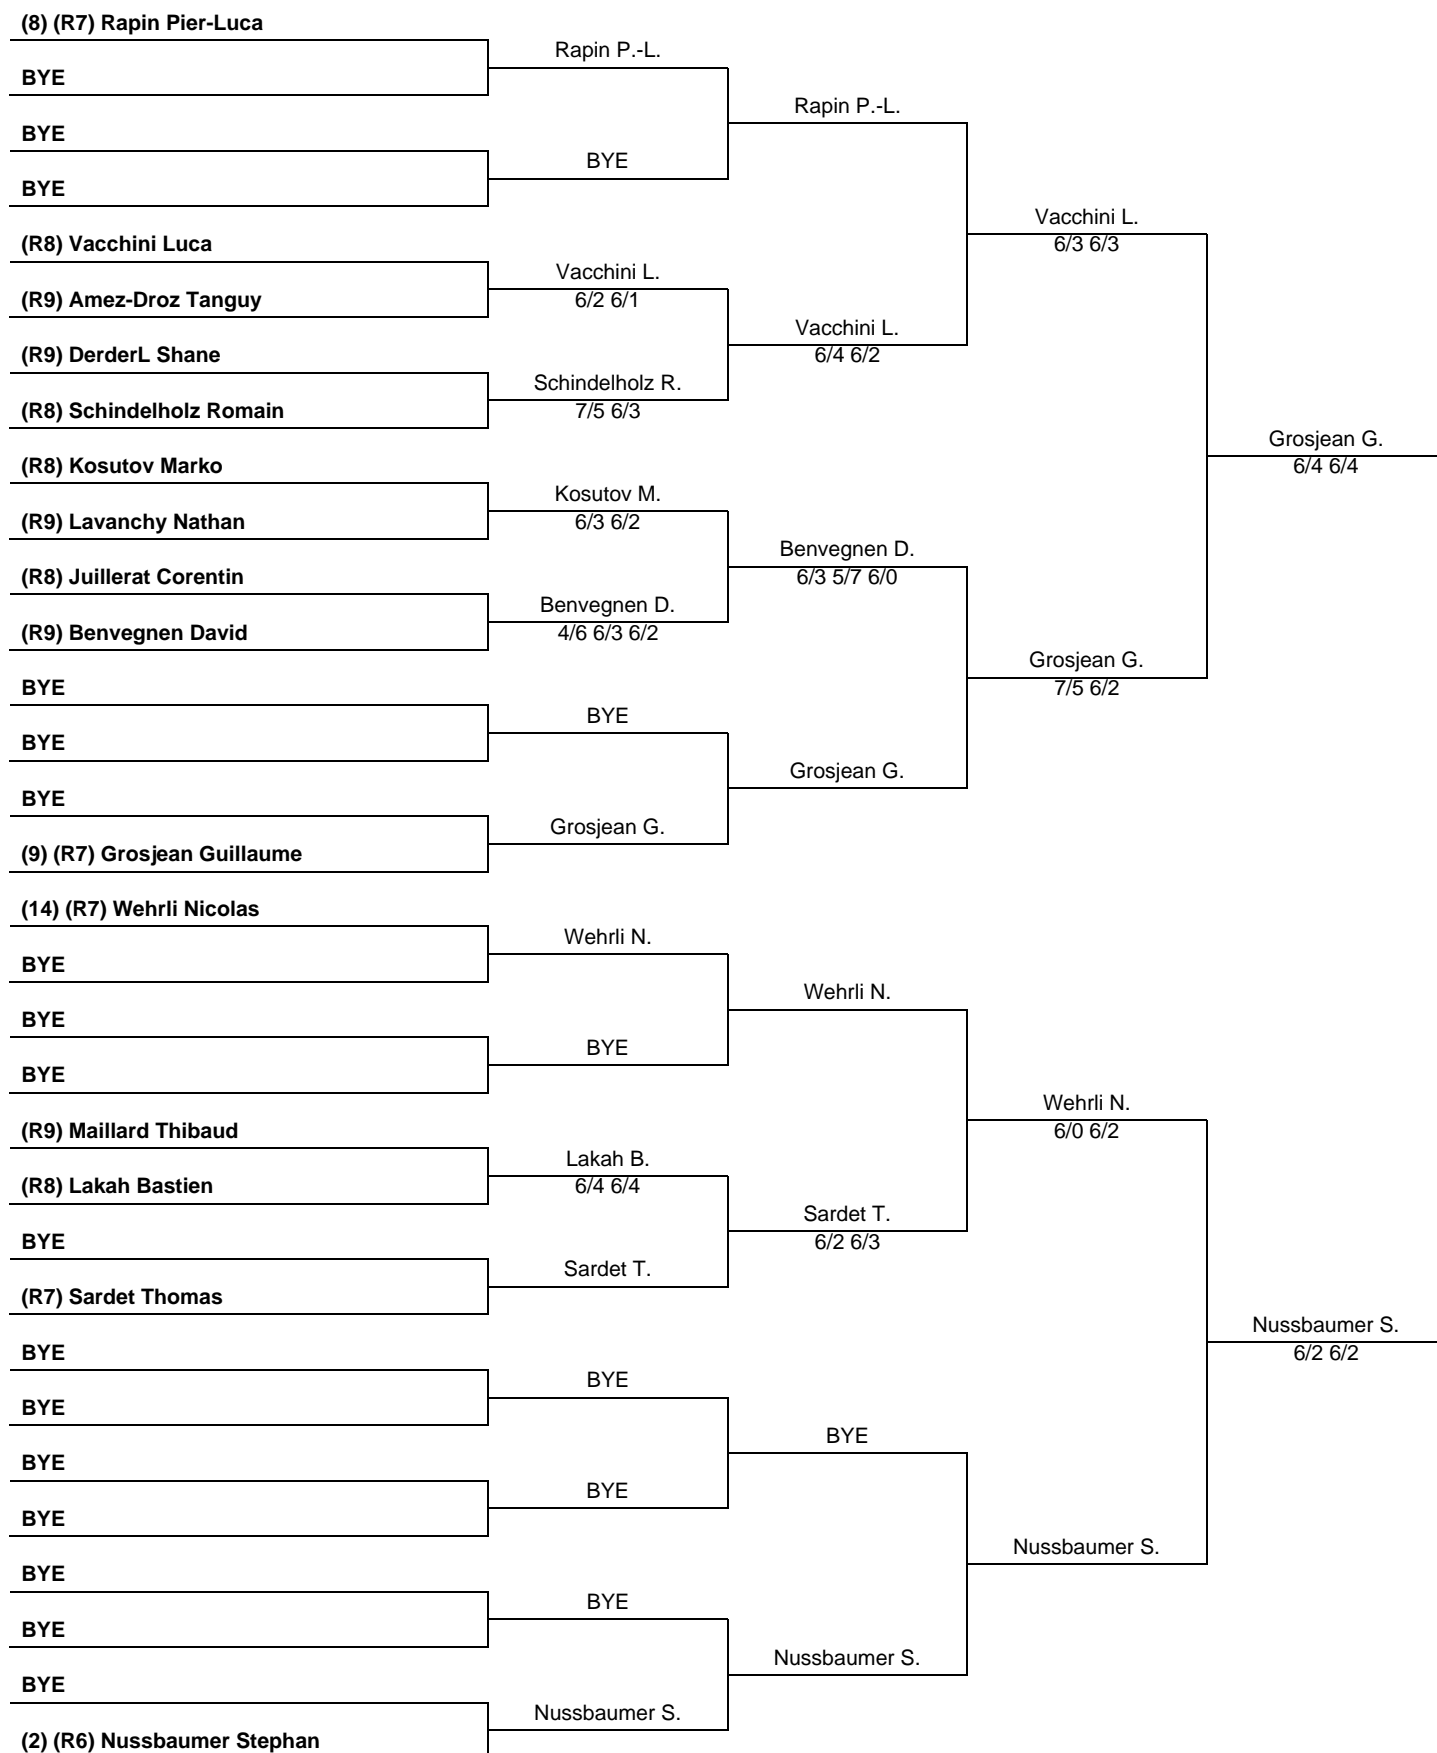 (8) (R7) Rapin Pier-Luca
BYE
BYE
BYE
(R8) Vacchini Luca
(R9) Amez-Droz Tanguy
(R9) DerderL Shane
(R8) Schindelholz Romain
(R8) Kosutov Marko
(R9) Lavanchy Nathan
(R8) Juillerat Corentin
(R9) Benvegnen David
BYE
BYE
BYE
(9) (R7) Grosjean Guillaume
(14) (R7) Wehrli Nicolas
BYE
BYE
BYE
(R9) Maillard Thibaud
(R8) Lakah Bastien
BYE
(R7) Sardet Thomas
BYE
BYE
BYE
BYE
BYE
BYE
BYE
(2) (R6) Nussbaumer Stephan
Rapin P.-L.
BYE
Vacchini L.
6/2 6/1
Schindelholz R.
7/5 6/3
Kosutov M.
6/3 6/2
Benvegnen D.
4/6 6/3 6/2
BYE
Grosjean G.
Wehrli N.
BYE
Lakah B.
6/4 6/4
Sardet T.
BYE
BYE
BYE
Nussbaumer S.
Rapin P.-L.
Vacchini L.
6/4 6/2
Benvegnen D.
6/3 5/7 6/0
Grosjean G.
Wehrli N.
Sardet T.
6/2 6/3
BYE
Nussbaumer S.
Vacchini L.
6/3 6/3
Grosjean G.
7/5 6/2
Wehrli N.
6/0 6/2
Nussbaumer S.
Grosjean G.
6/4 6/4
Nussbaumer S.
6/2 6/2